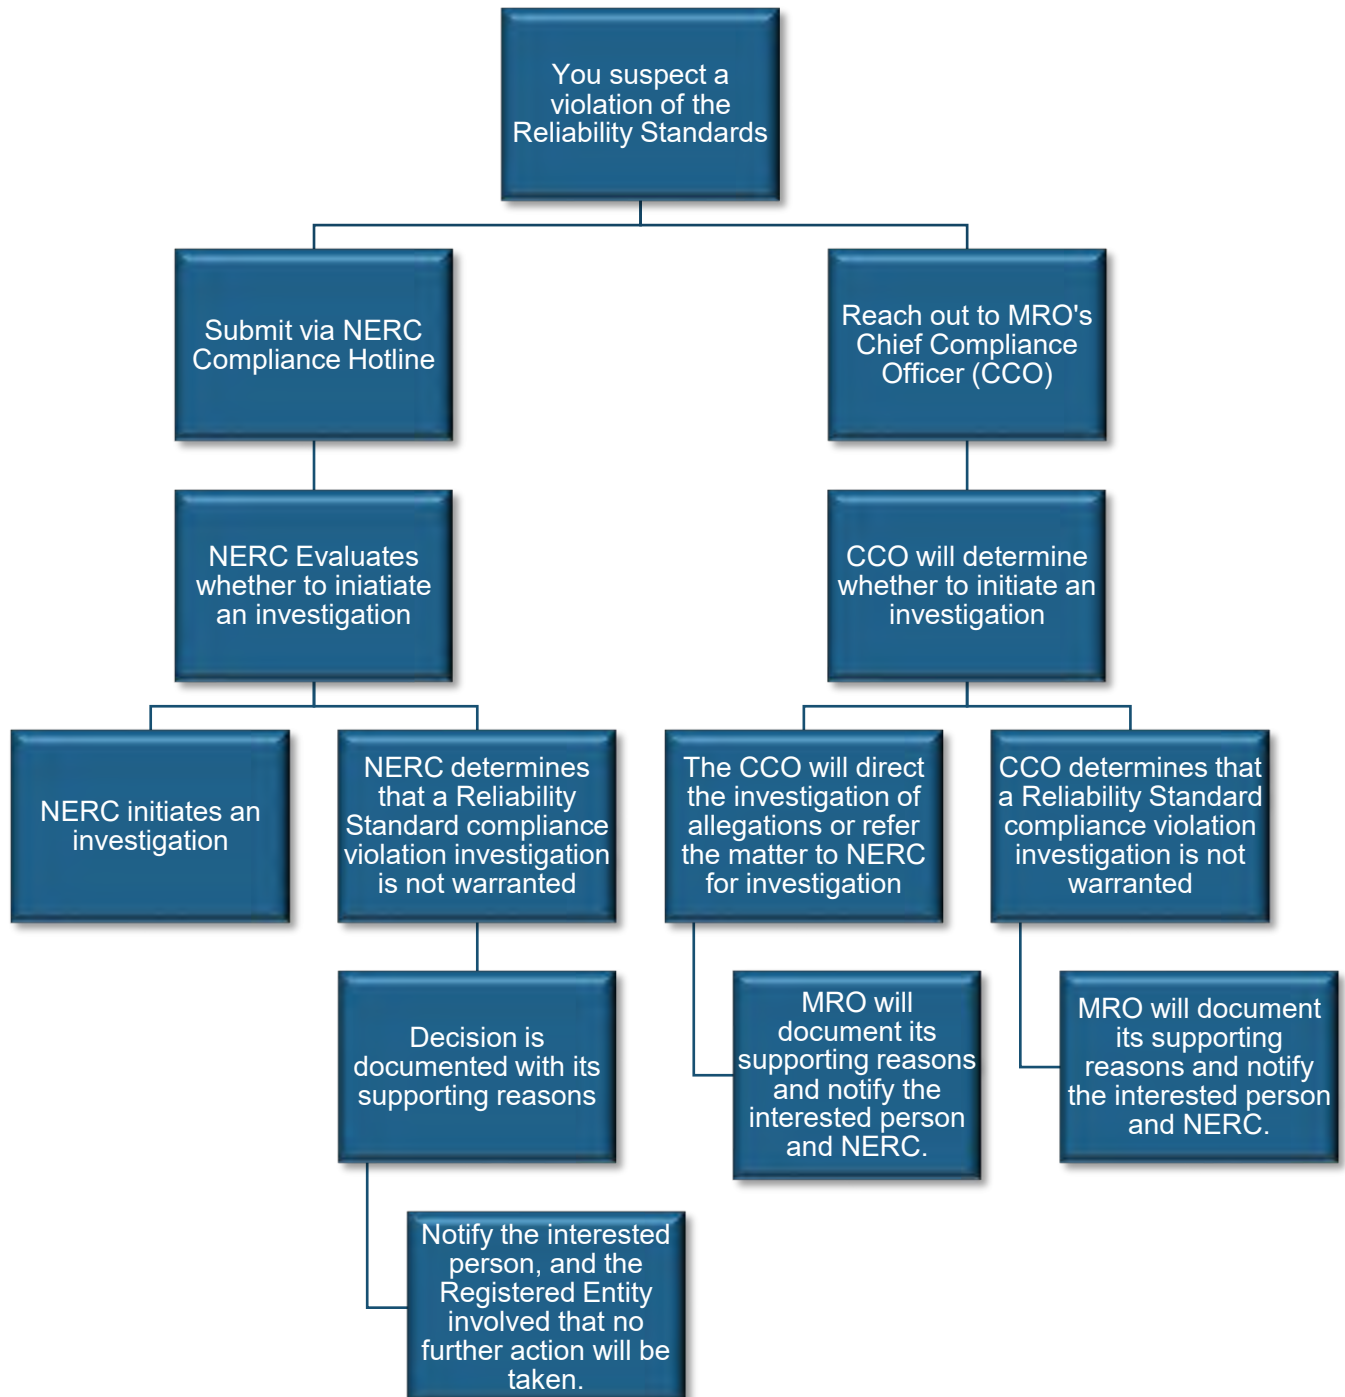 You suspect a
violation of the
Reliability Standards
Submit via NERC
Compliance Hotline
Reach out to MRO's
Chief Compliance
Officer (CCO)
NERC Evaluates
whether to iniatiate
an investigation
CCO will determine
whether to initiate an
investigation
NERC initiates an
investigation
NERC determines
that a Reliability
Standard compliance
violation investigation
is not warranted
The CCO will direct
the investigation of
allegations or refer
the matter to NERC
for investigation
CCO determines that
a Reliability Standard
compliance violation
investigation is not
warranted
Decision is
documented with its
supporting reasons
MRO will
document its
supporting reasons
and notify the
interested person
and NERC.
MRO will document
its supporting
reasons and notify
the interested person
and NERC.
Notify the interested
person, and the
Registered Entity
involved that no
further action will be
taken.